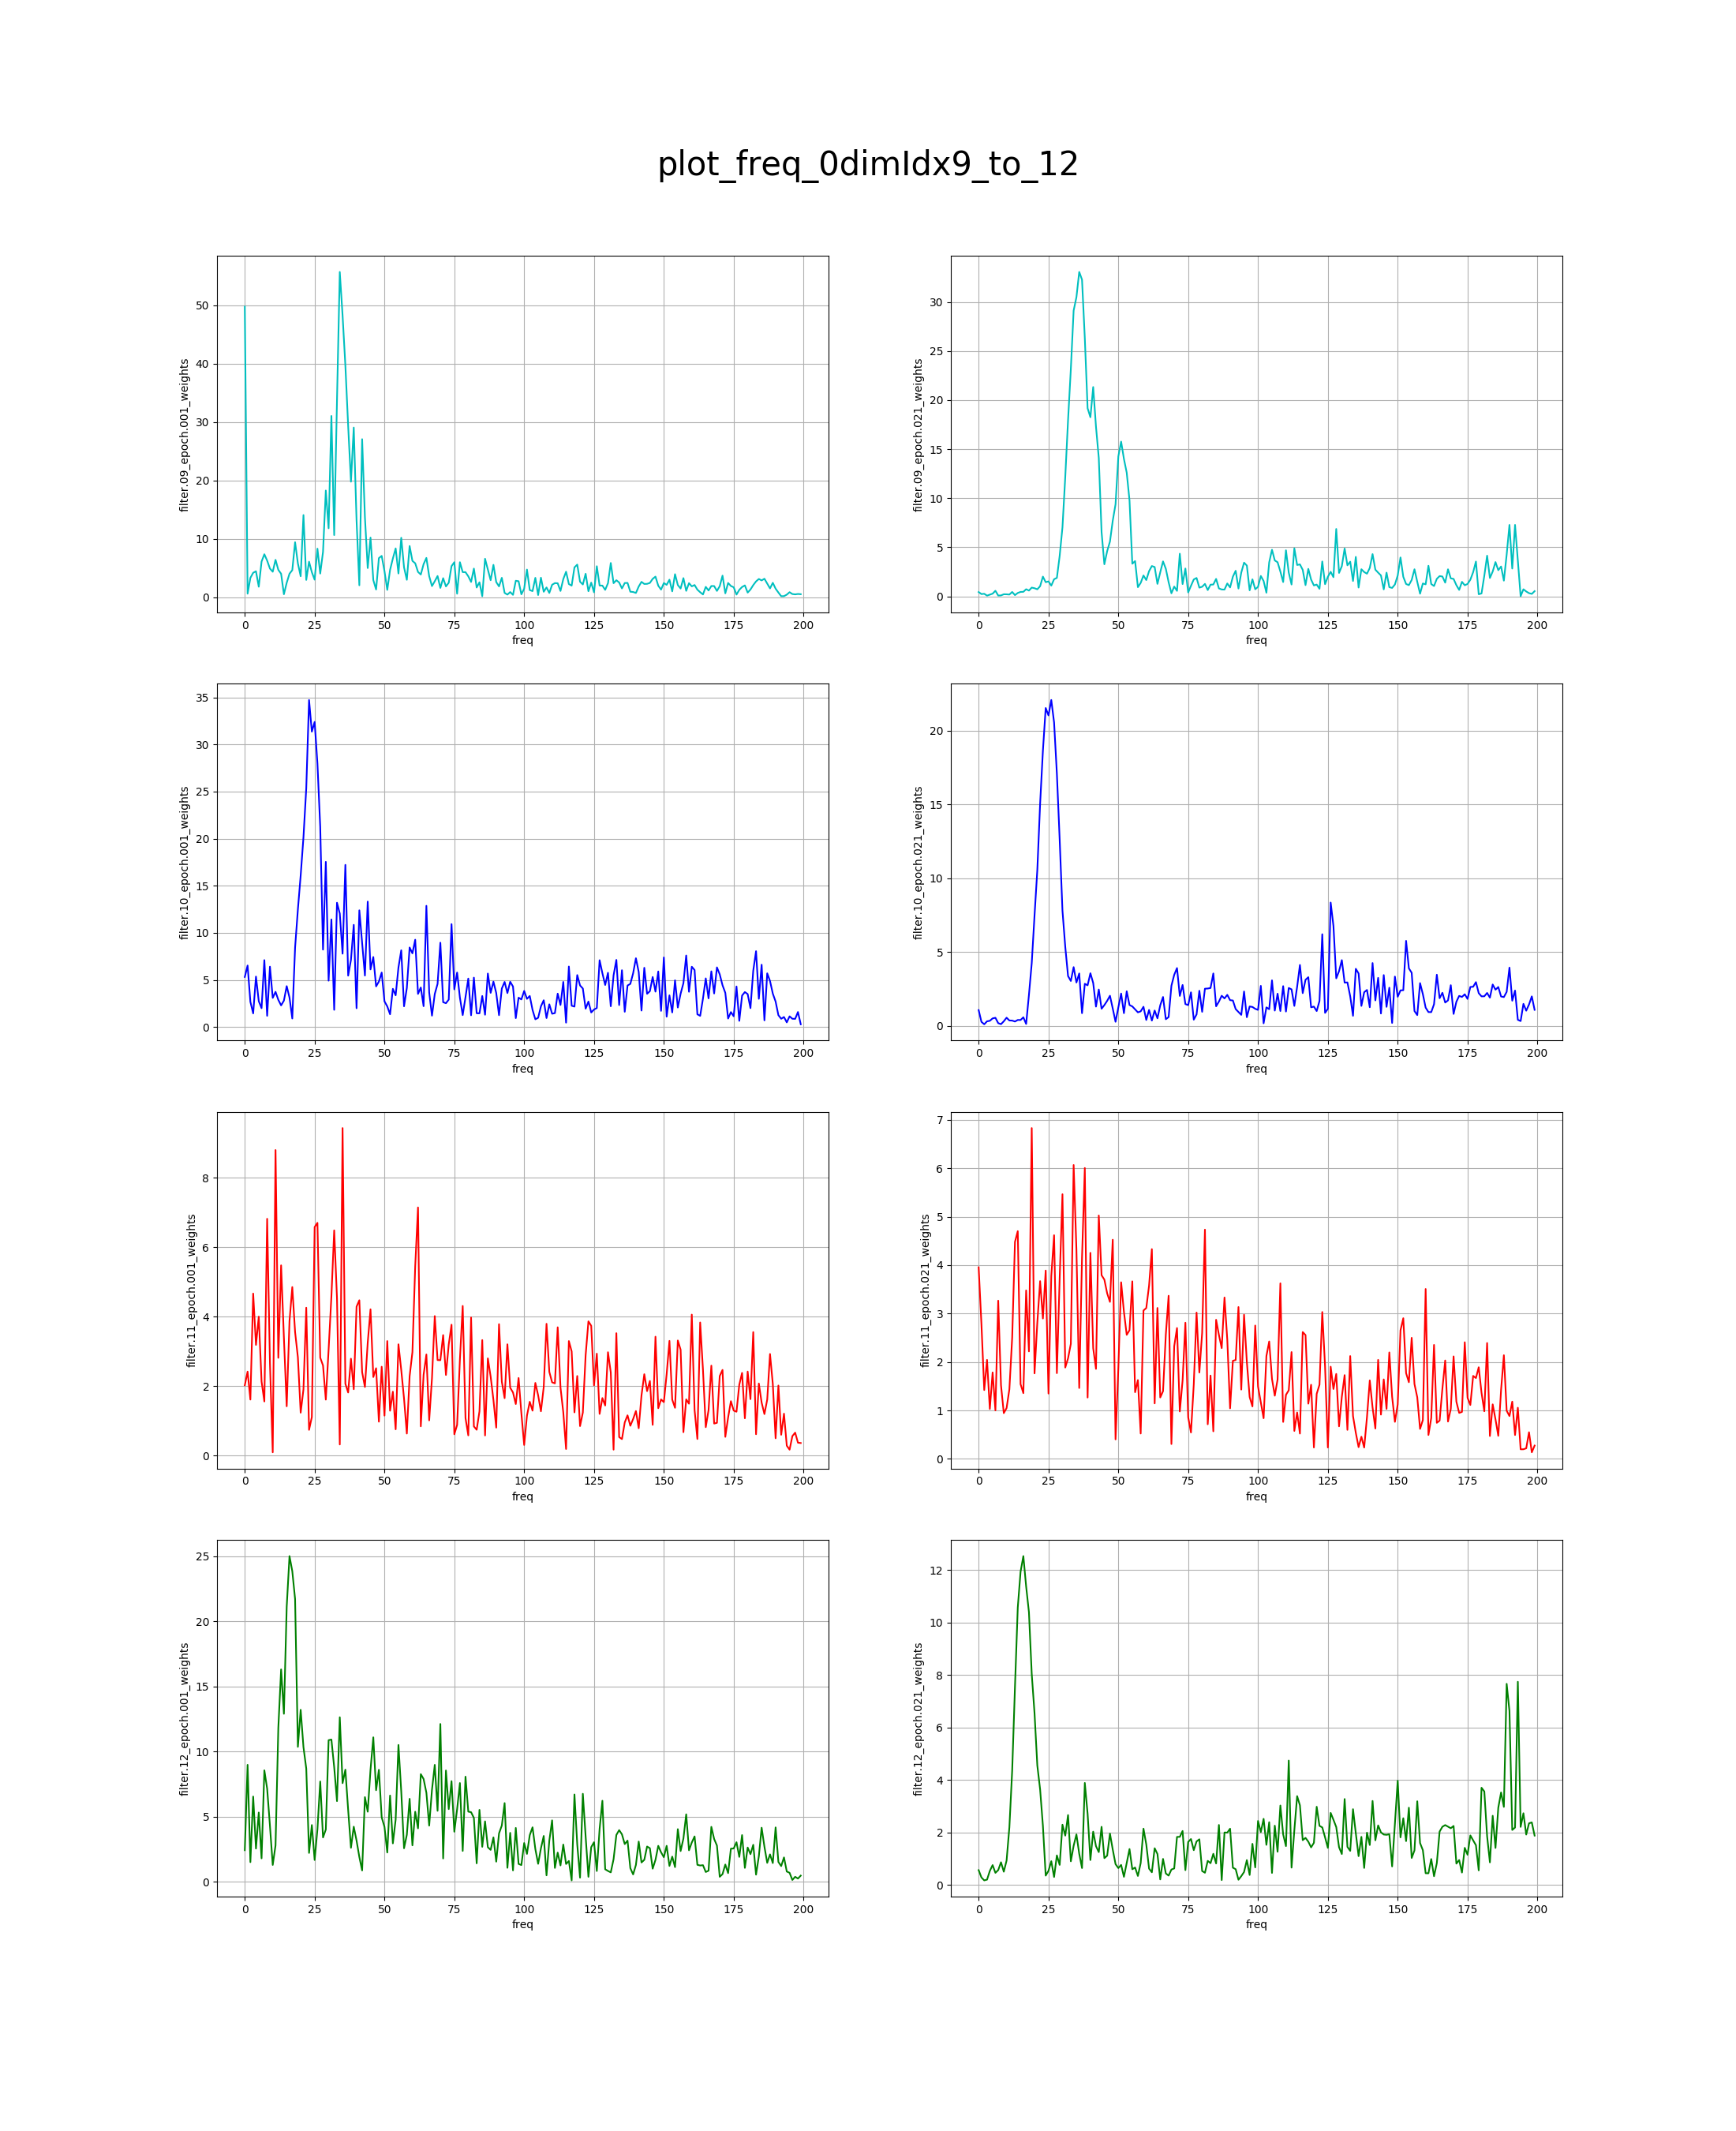 plot_freq_0dimIdx9_to_12
filter.09_epoch.001_weights
50
40
30
20
10
0
0 25 50 75 100 125 150 175 200
freq
filter.09_epoch.021_weights
30
25
20
15
10
5
0
0 25 50 75 100 125 150 175 200
freq
filter.10_epoch.001_weights
35
30
25
20
15
10
5
0
0 25 50 75 100 125 150 175 200
freq
filter.10_epoch.021_weights
20
15
10
5
0
0 25 50 75 100 125 150 175 200
freq
filter.11_epoch.001_weights
8
6
4
2
0
0 25 50 75 100 125 150 175 200
freq
filter.11_epoch.021_weights
7
6
5
4
3
2
1
0
0 25 50 75 100 125 150 175 200
freq
filter.12_epoch.001_weights
25
20
15
10
5
0
0 25 50 75 100 125 150 175 200
freq
filter.12_epoch.021_weights
12
10
8
6
4
2
0
0 25 50 75 100 125 150 175 200
freq